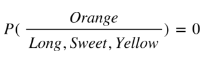 P( Orange / Long, Sweet, Yellow ) = 0